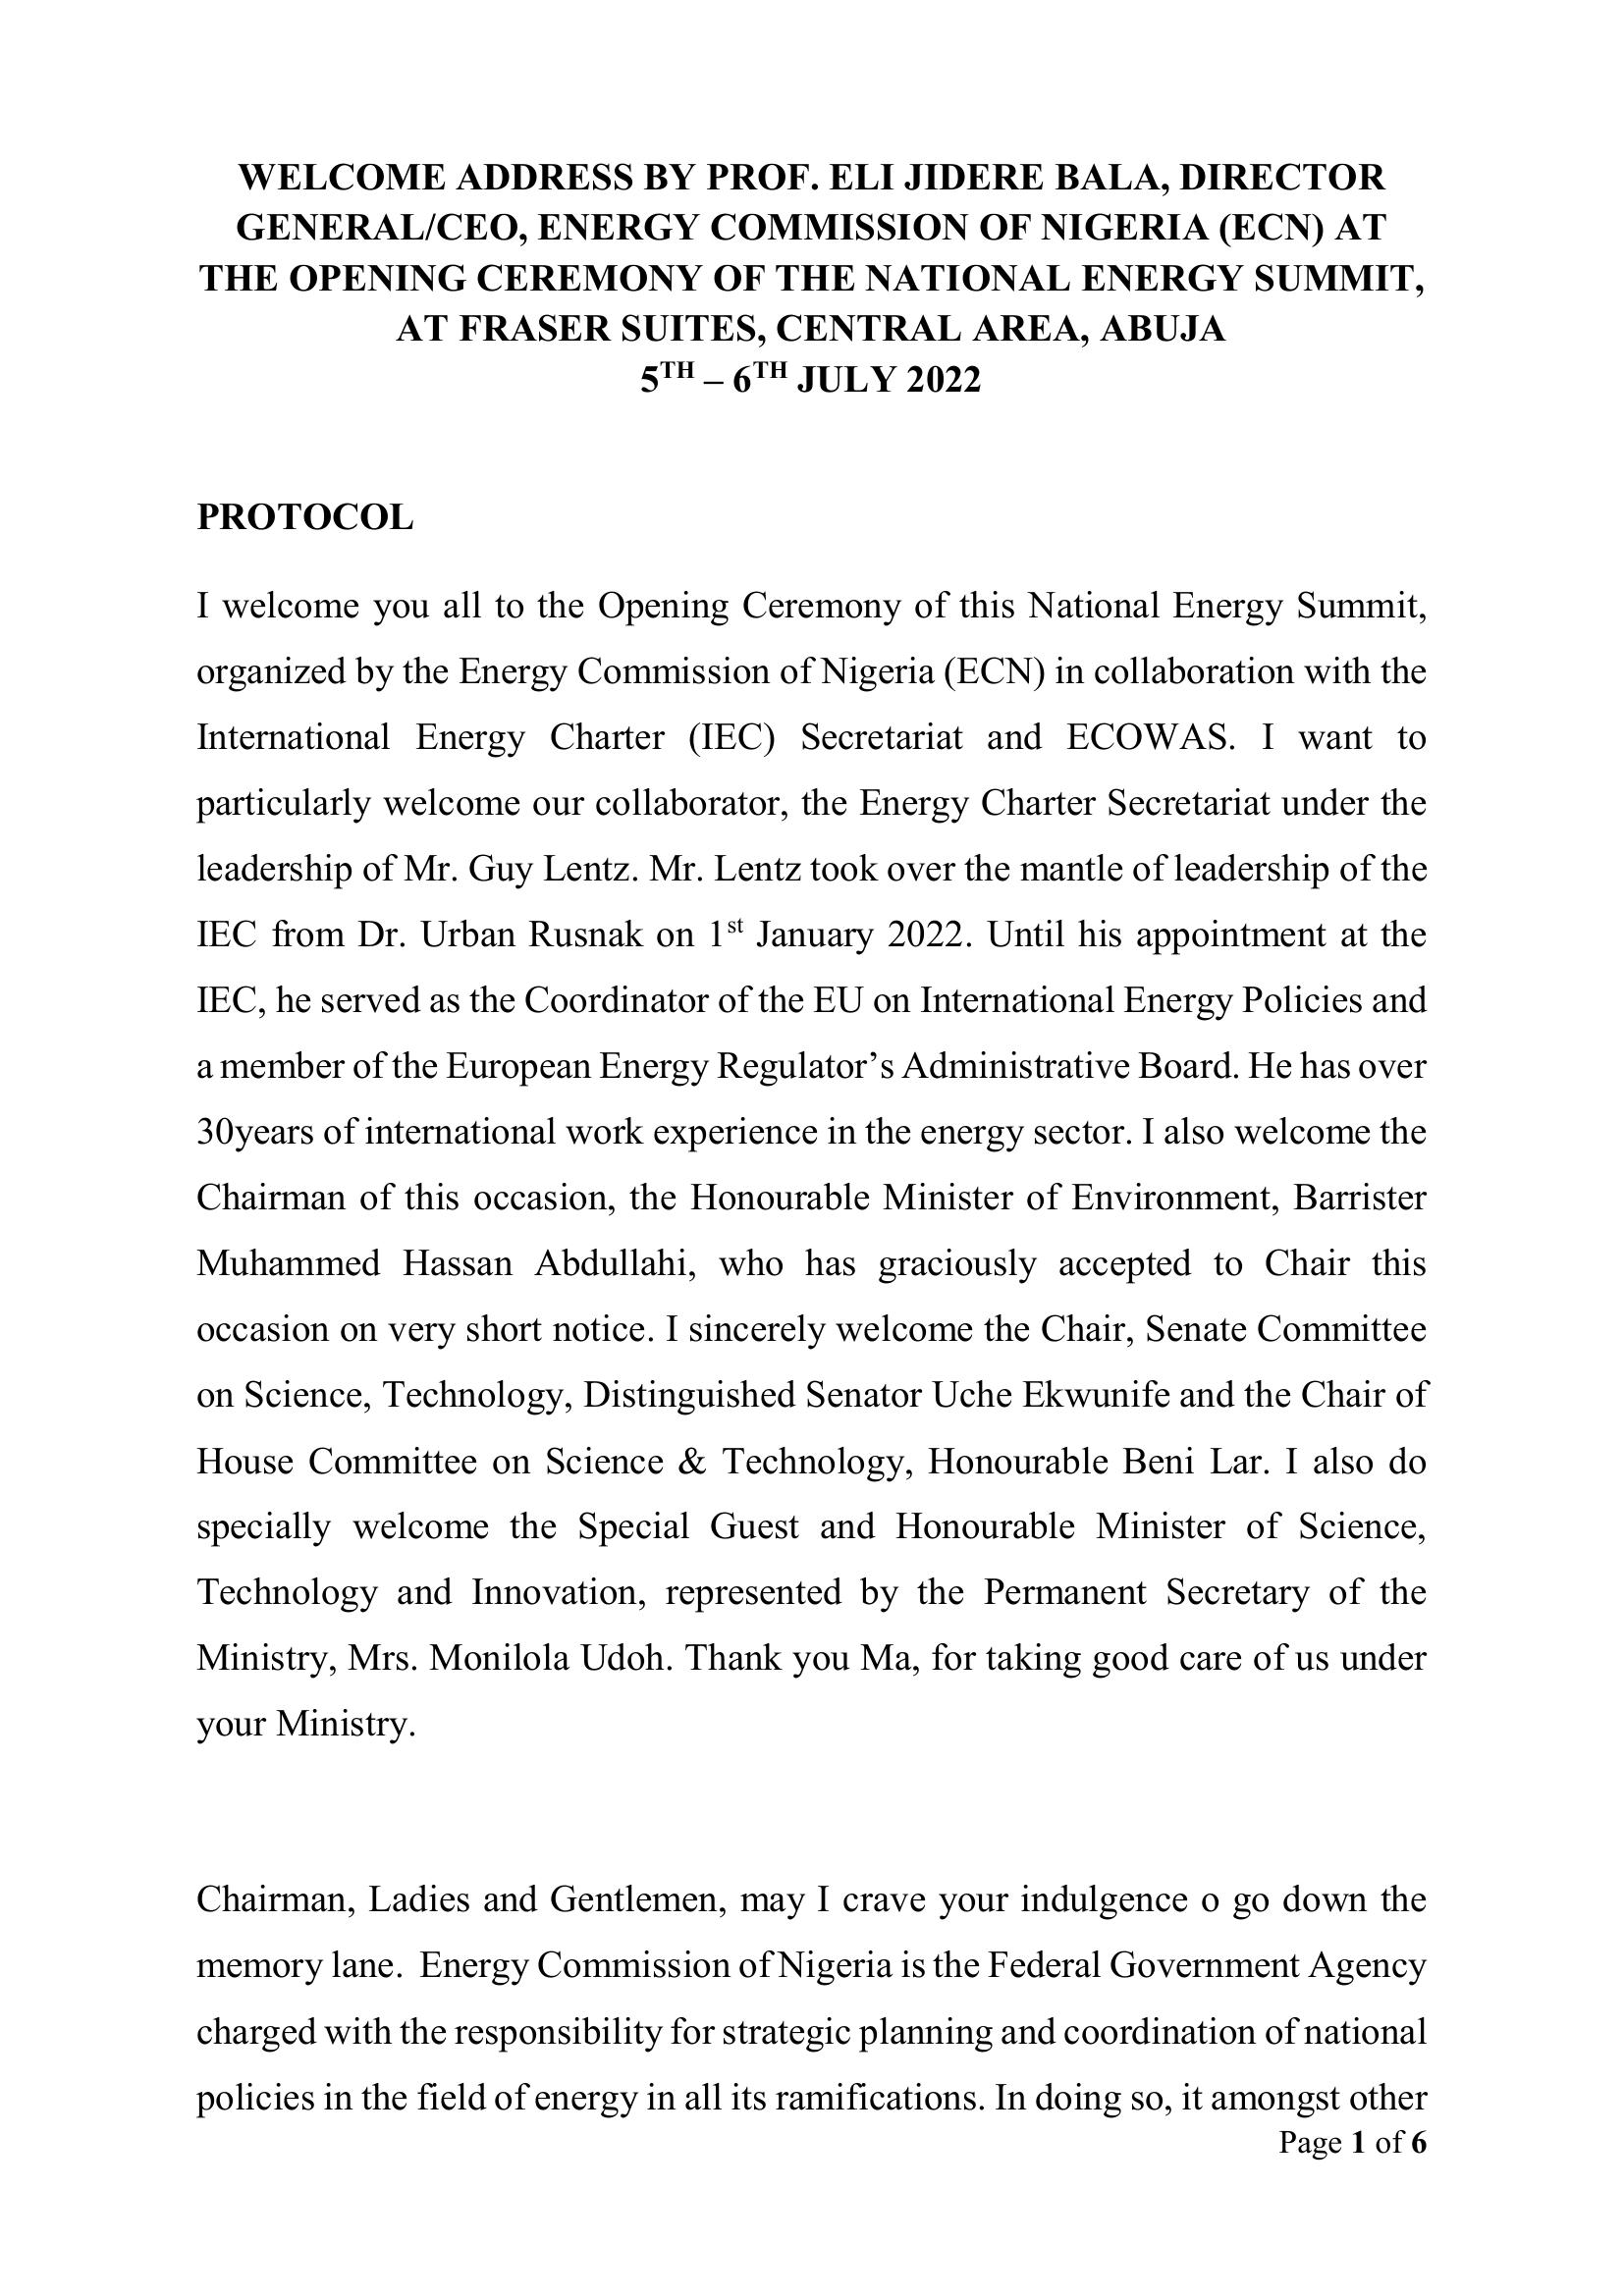 WELCOME ADDRESS BY PROF. ELI JIDERE BALA, DIRECTOR
GENERAL/CEO, ENERGY COMMISSION OF NIGERIA (ECN) AT
THE OPENING CEREMONY OF THE NATIONAL ENERGY SUMMIT,
AT FRASER SUITES, CENTRAL AREA, ABUJA
5TH – 6TH JULY 2022
PROTOCOL
I welcome you all to the Opening Ceremony of this National Energy Summit,
organized by the Energy Commission of Nigeria (ECN) in collaboration with the
International Energy Charter (IEC) Secretariat and ECOWAS. I want to
particularly welcome our collaborator, the Energy Charter Secretariat under the
leadership of Mr. Guy Lentz. Mr. Lentz took over the mantle of leadership of the
IEC from Dr. Urban Rusnak on 1st January 2022. Until his appointment at the
IEC, he served as the Coordinator of the EU on International Energy Policies and
a member of the European Energy Regulator’s Administrative Board. He has over
30years of international work experience in the energy sector. I also welcome the
Chairman of this occasion, the Honourable Minister of Environment, Barrister
Muhammed Hassan Abdullahi, who has graciously accepted to Chair this
occasion on very short notice. I sincerely welcome the Chair, Senate Committee
on Science, Technology, Distinguished Senator Uche Ekwunife and the Chair of
House Committee on Science & Technology, Honourable Beni Lar. I also do
specially welcome the Special Guest and Honourable Minister of Science,
Technology and Innovation, represented by the Permanent Secretary of the
Ministry, Mrs. Monilola Udoh. Thank you Ma, for taking good care of us under
your Ministry.
Chairman, Ladies and Gentlemen, may I crave your indulgence o go down the
memory lane.  Energy Commission of Nigeria is the Federal Government Agency
charged with the responsibility for strategic planning and coordination of national
policies in the field of energy in all its ramifications. In doing so, it amongst other
Page 1 of 6